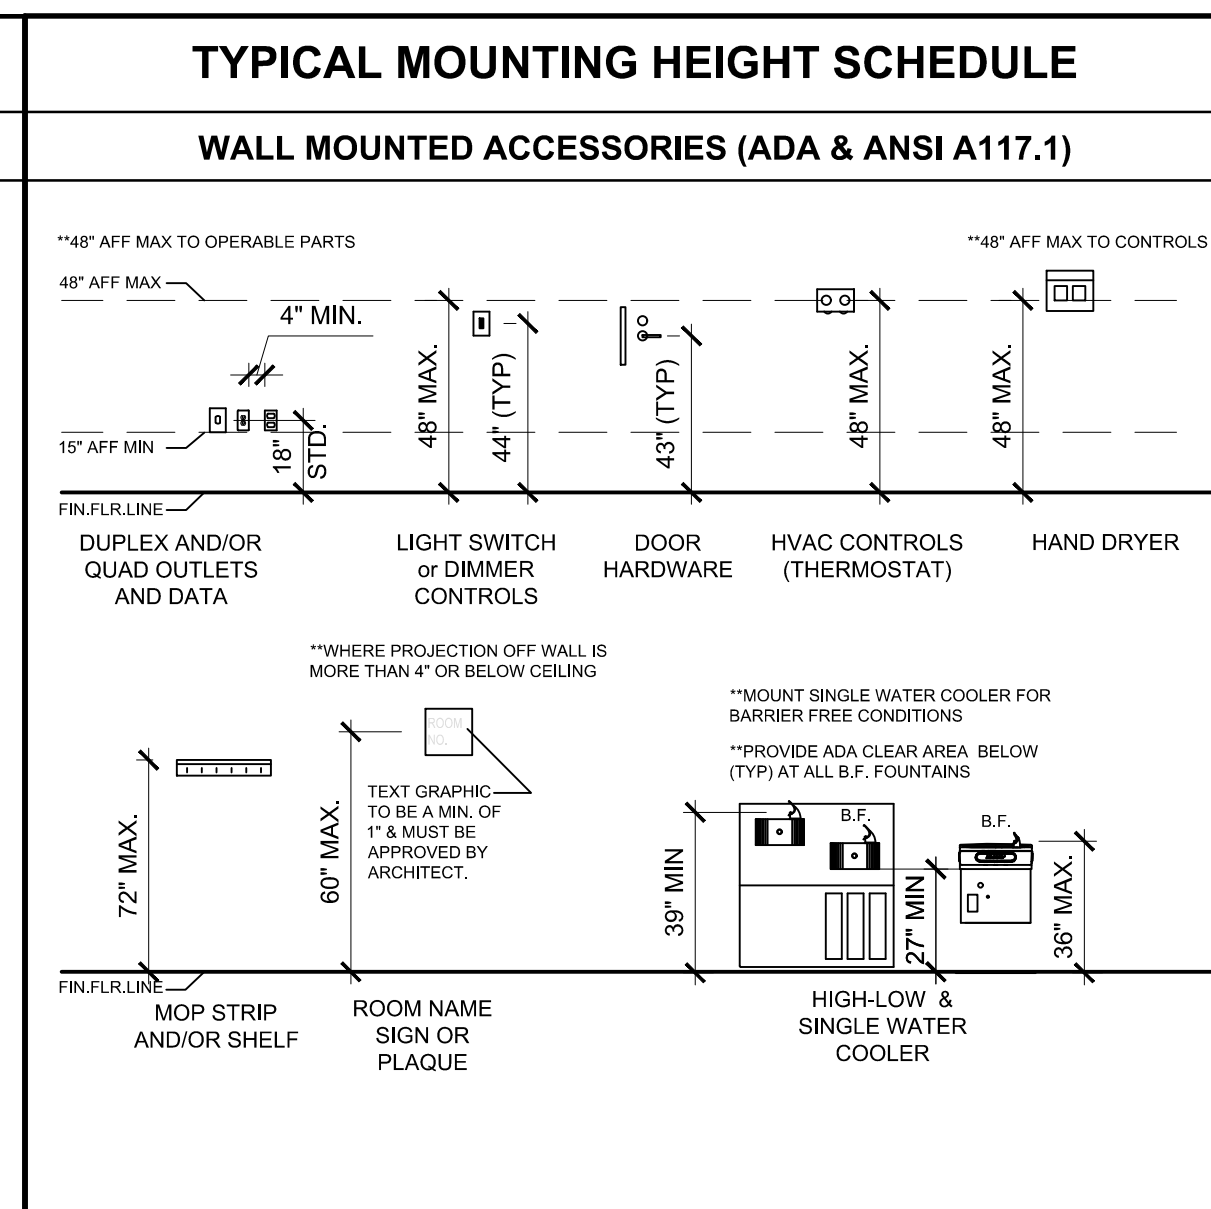 TYPICAL MOUNTING HEIGHT SCHEDULE
WALL MOUNTED ACCESSORIES (ADA & ANSI A117.1)
**48" AFF MAX TO OPERABLE PARTS
**48" AFF MAX TO CONTROLS
48" AFF MAX
4" MIN.
15" AFF MIN
18"
STD.
48" MAX.
44" (TYP)
43" (TYP)
48" MAX.
48" MAX.
FIN.FLR.LINE
DUPLEX AND/OR
QUAD OUTLETS
AND DATA
LIGHT SWITCH
or DIMMER
CONTROLS
DOOR
HARDWARE
HVAC CONTROLS
(THERMOSTAT)
HAND DRYER
**WHERE PROJECTION OFF WALL IS
MORE THAN 4" OR BELOW CEILING
**MOUNT SINGLE WATER COOLER FOR
BARRIER FREE CONDITIONS
**PROVIDE ADA CLEAR AREA BELOW
(TYP) AT ALL B.F. FOUNTAINS
ROOM
NO.
TEXT GRAPHIC
TO BE A MIN. OF
1" & MUST BE
APPROVED BY
ARCHITECT.
72" MAX.
60" MAX.
39" MIN
B.F.
27" MIN
B.F.
36" MAX.
FIN.FLR.LINE
MOP STRIP
AND/OR SHELF
ROOM NAME
SIGN OR
PLAQUE
HIGH-LOW &
SINGLE WATER
COOLER